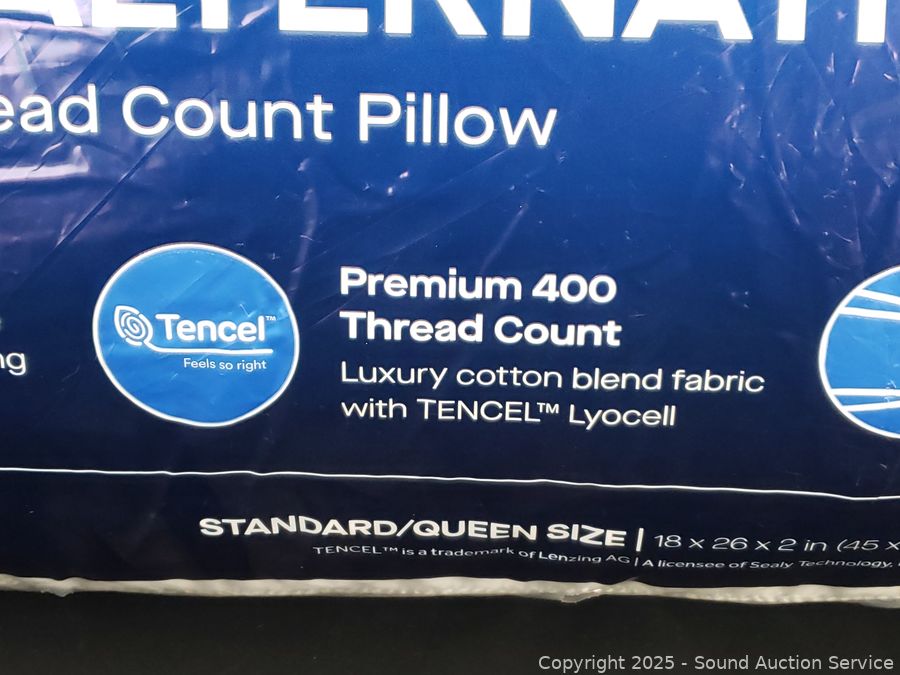 ALTERNATI
ead Count Pillow
ng
Tencel™
Feels so right
Premium 400
Thread Count
Luxury cotton blend fabric
with TENCEL™ Lyocell
STANDARD/QUEEN SIZE | 18 x 26 x 2 in (45 x
TENCEL™ is a trademark of Lenzing AG | A licensee of Sealy Technology,
Copyright 2025 - Sound Auction Service